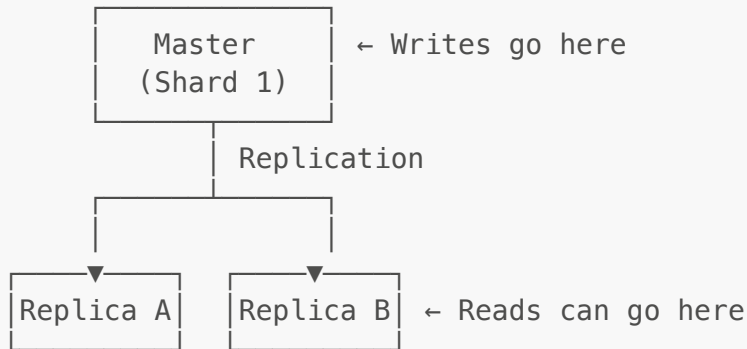 Master ← Writes go here
(Shard 1)
Replication
Replica A Replica B ← Reads can go here